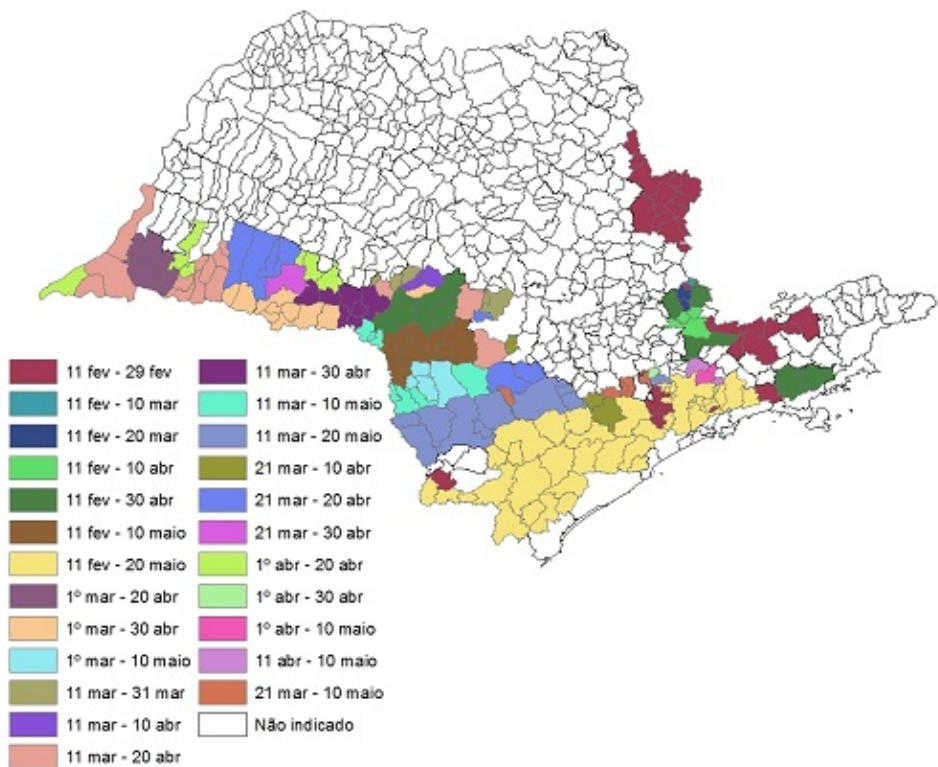 11 fev - 29 fev
11 fev - 10 mar
11 fev - 20 mar
11 fev - 10 abr
11 fev - 30 abr
11 fev - 10 maio
11 fev - 20 maio
1º mar - 20 abr
1º mar - 30 abr
1º mar - 10 maio
11 mar - 31 mar
11 mar - 10 abr
11 mar - 20 abr
11 mar - 30 abr
11 mar - 10 maio
11 mar - 20 maio
21 mar - 10 abr
21 mar - 20 abr
21 mar - 30 abr
1º abr - 20 abr
1º abr - 30 abr
1º abr - 10 maio
11 abr - 10 maio
21 mar - 10 maio
Não indicado